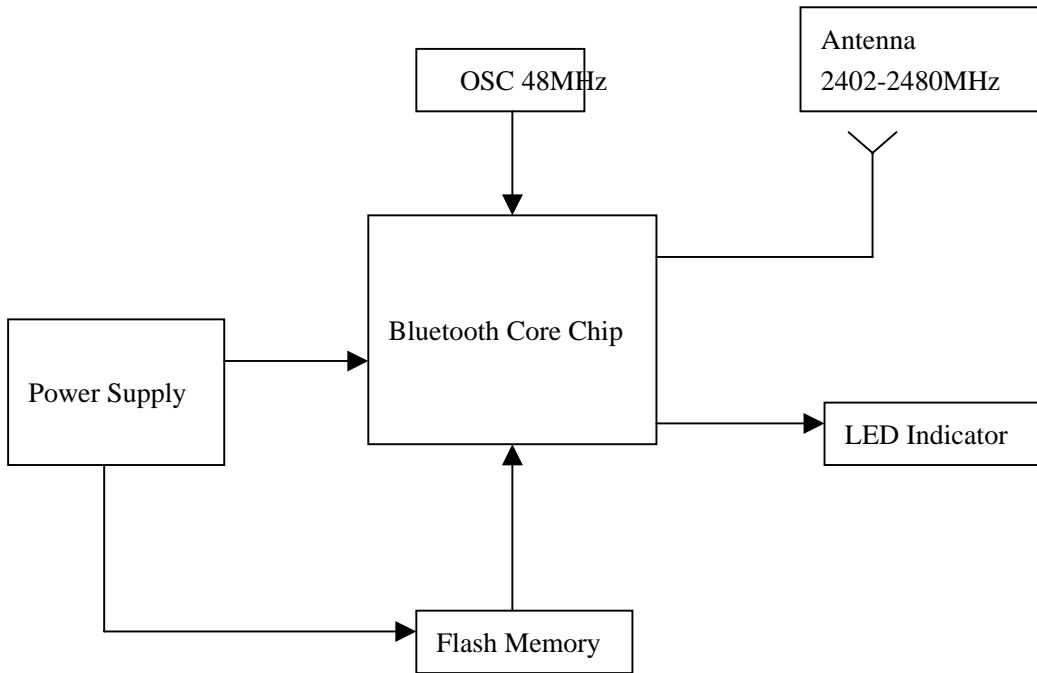 Antenna
2402-2480MHz
OSC 48MHz
Bluetooth Core Chip
Power Supply
LED Indicator
Flash Memory